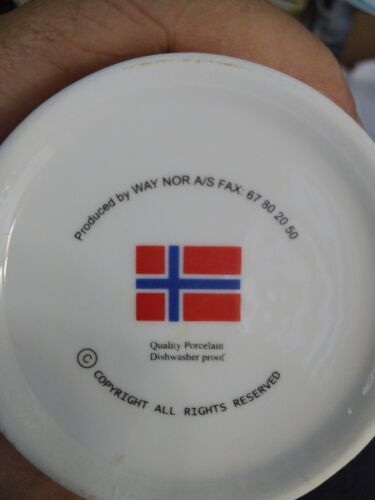 Produced by WAY NOR A/S FAX: 67 80 20 50
Quality Porcelain
Dishwasher proof
© COPYRIGHT ALL RIGHTS RESERVED